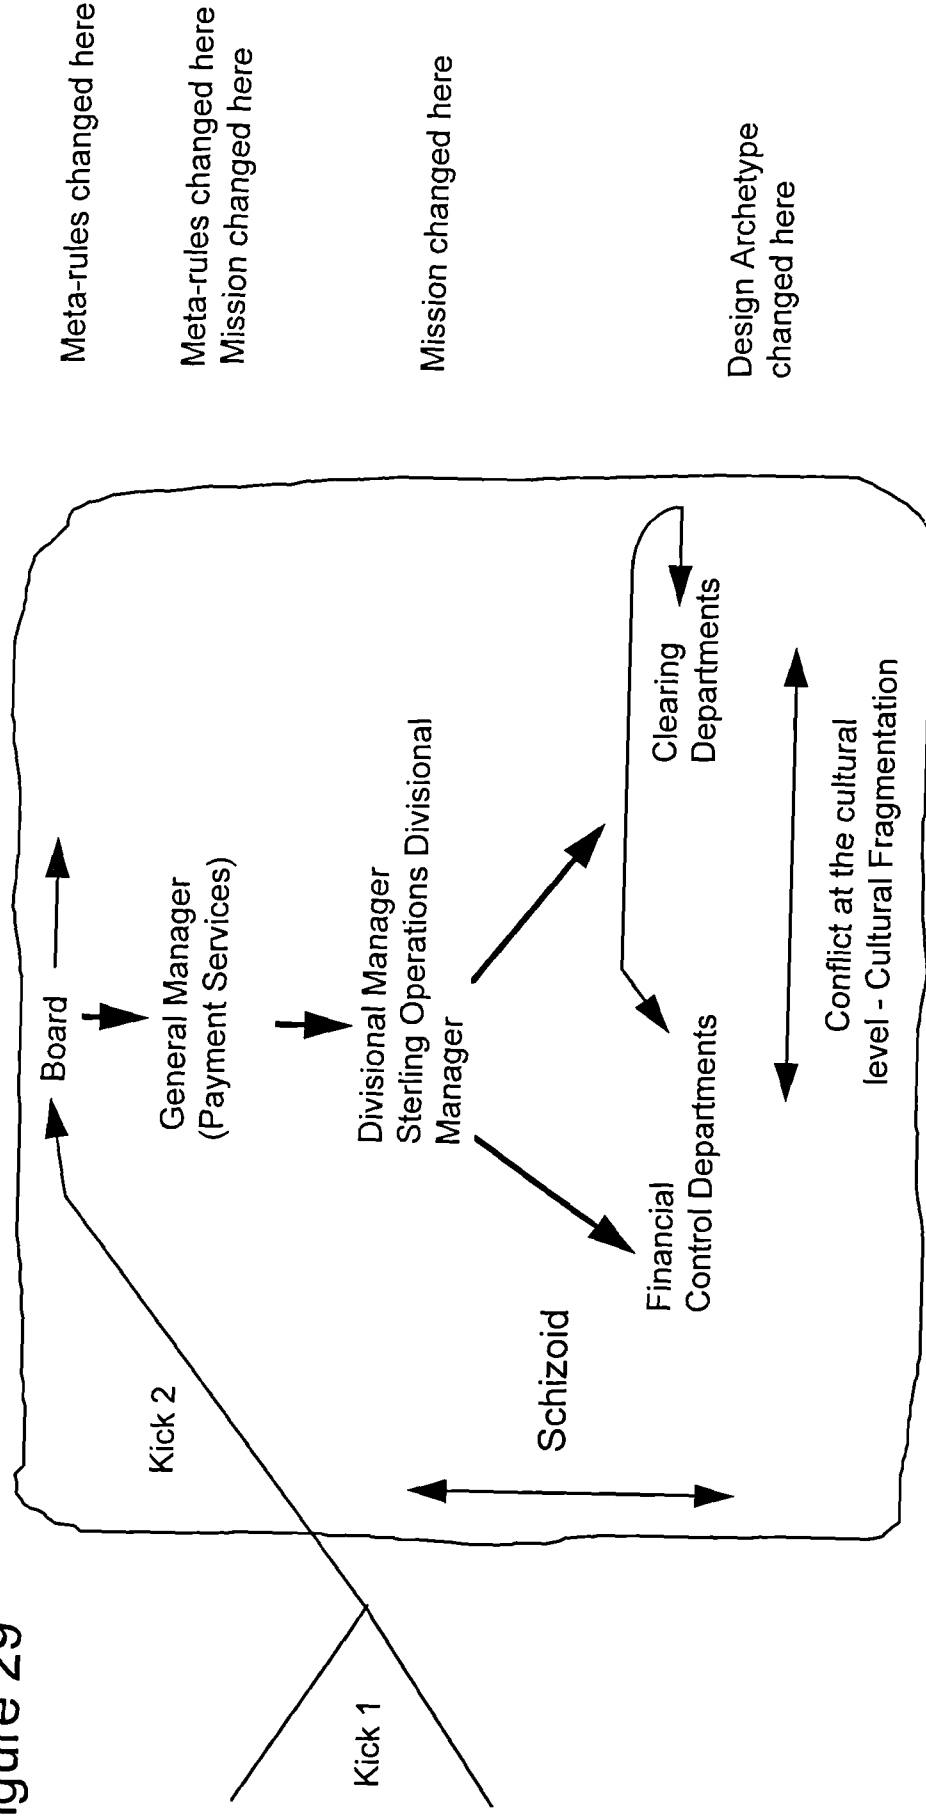 igure 29
Board
Meta-rules changed here
Kick 2
General Manager
(Payment Services)
Meta-rules changed here
Mission changed here
Kick 1
Divisional Manager
Sterling Operations Divisional
Manager
Mission changed here
Schizoid
Financial
Control Departments
Clearing
Departments
Design Archetype
changed here
Conflict at the cultural
level - Cultural Fragmentation